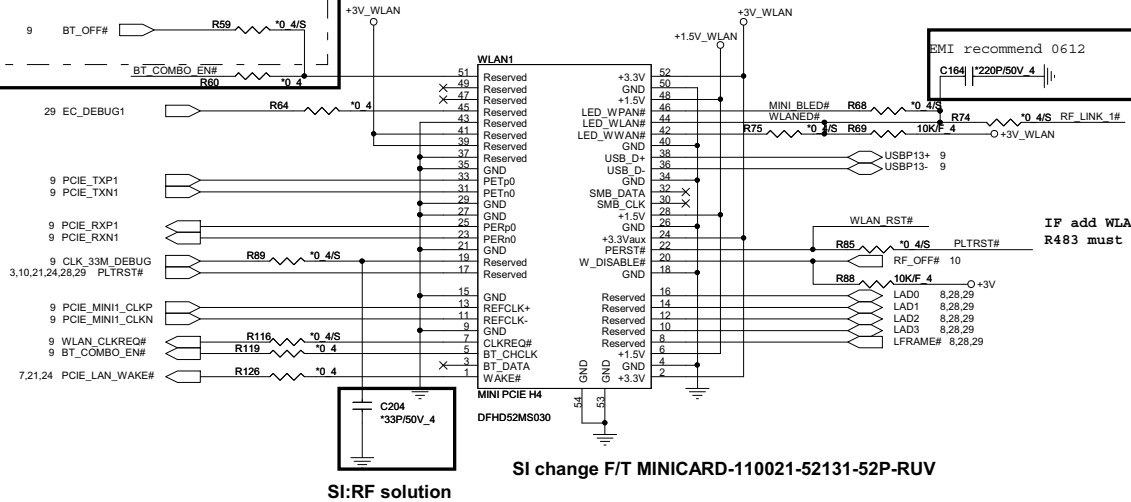 +3V_WLAN
+3V_WLAN
+1.5V_WLAN
9 BT_OFF# R59 *0_4/S
BT_COMBO_EN# R60 *0_4
EMI recommend 0612
C164 *220P/50V_4
WLAN1
51 Reserved +3.3V 52
49 Reserved GND 50
47 Reserved +1.5V 48
29 EC_DEBUG1 R64 *0_4 45 Reserved LED_WPAN# 46 MINI_BLED# R68 *0_4/S
43 Reserved LED_WLAN# 44 WLANED# R74 *0_4/S RF_LINK_1#
41 Reserved LED_WWAN# 42 R75 *0_4/S R69 10K/F_4 +3V_WLAN
39 Reserved GND 40
37 Reserved USB_D+ 38 USBP13+ 9
35 GND USB_D- 36 USBP13- 9
9 PCIE_TXP1 33 PETp0 GND 34
9 PCIE_TXN1 31 PETn0 SMB_DATA 32
29 GND SMB_CLK 30
27 GND +1.5V 28
9 PCIE_RXP1 25 PERp0 GND 26 WLAN_RST#
9 PCIE_RXN1 23 PERn0 +3.3Vaux 24
21 GND PERST# 22 R85 *0_4/S PLTRST#
9 CLK_33M_DEBUG R89 *0_4/S 19 Reserved W_DISABLE# 20 RF_OFF# 10
3,10,21,24,28,29 PLTRST# 17 Reserved GND 18
R88 10K/F_4 +3V
15 GND Reserved 16 LAD0 8,28,29
9 PCIE_MINI1_CLKP 13 REFCLK+ Reserved 14 LAD1 8,28,29
9 PCIE_MINI1_CLKN 11 REFCLK- Reserved 12 LAD2 8,28,29
9 GND Reserved 10 LAD3 8,28,29
9 WLAN_CLKREQ# R116 *0_4/S 7 CLKREQ# Reserved 8 LFRAME# 8,28,29
9 BT_COMBO_EN# R119 *0_4 5 BT_CHCLK +1.5V 6
3 BT_DATA GND 4
7,21,24 PCIE_LAN_WAKE# R126 *0_4 1 WAKE# +3.3V 2
GND GND
54 53
MINI PCIE H4
DFHD52MS030
IF add WLA
R483 must
C204
*33P/50V_4
SI change F/T MINICARD-110021-52131-52P-RUV
SI:RF solution